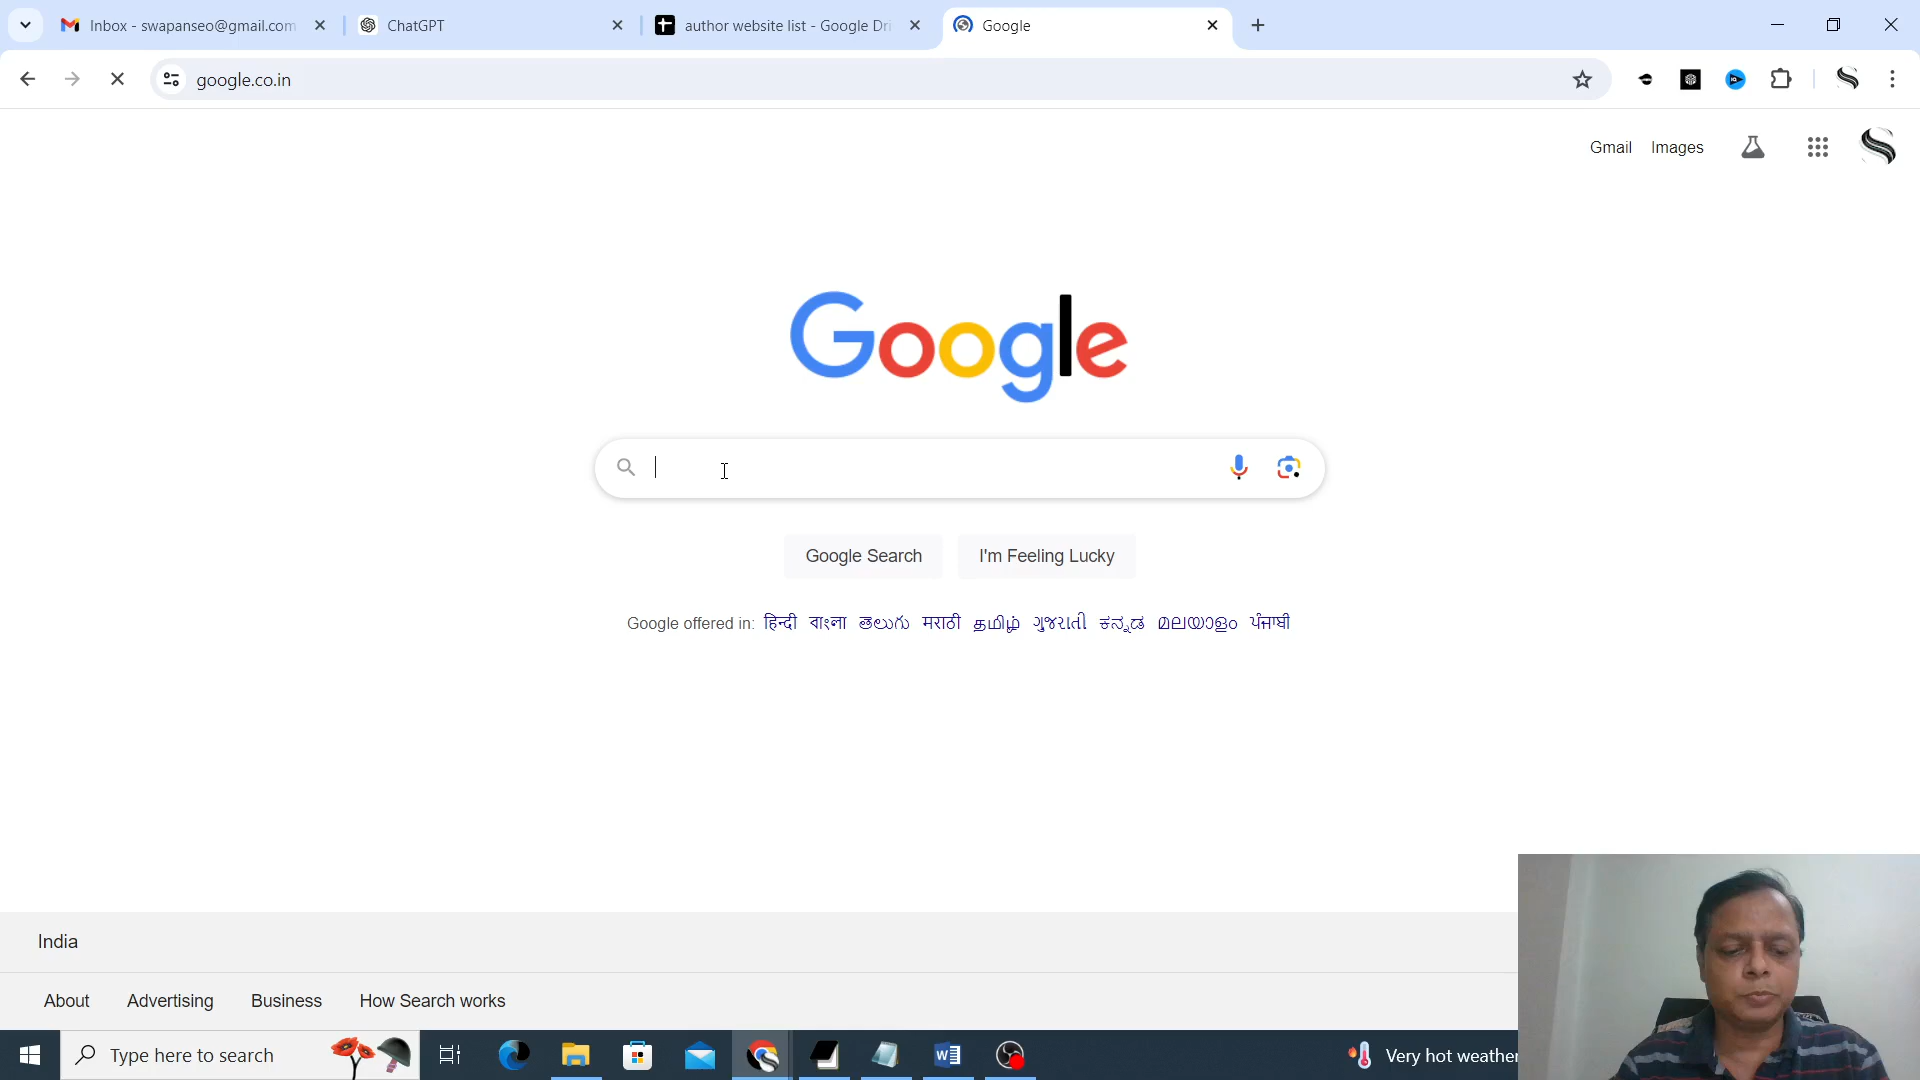 Inbox - swapanseo@gmail.com
ChatGPT
author website list - Google Dri
Google
google.co.in
Gmail
Images
Google
Google Search
I'm Feeling Lucky
Google offered in: हिन्दी বাংলা తెలుగు मराठी தமிழ் ગુજરાતી ಕನ್ನಡ മലയാളം ਪੰਜਾਬੀ
India
About
Advertising
Business
How Search works
Type here to search
Very hot weather